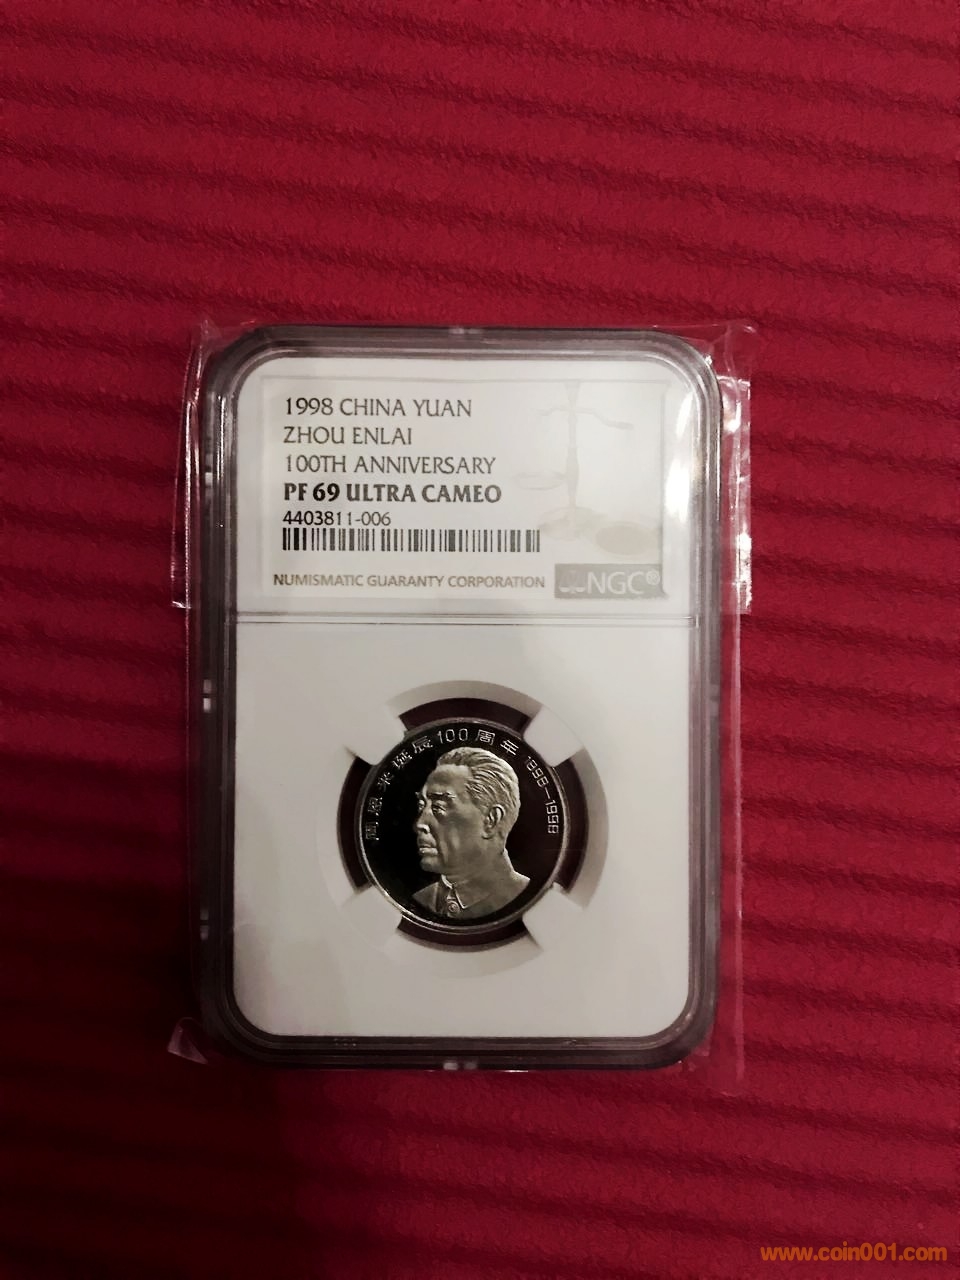 1998 CHINA YUAN
ZHOU ENLAI
100TH ANNIVERSARY
PF 69 ULTRA CAMEO
4403811-006
NUMISMATIC GUARANTY CORPORATION
NGC®
周恩来诞辰100周年 1898—1998
www.coin001.com